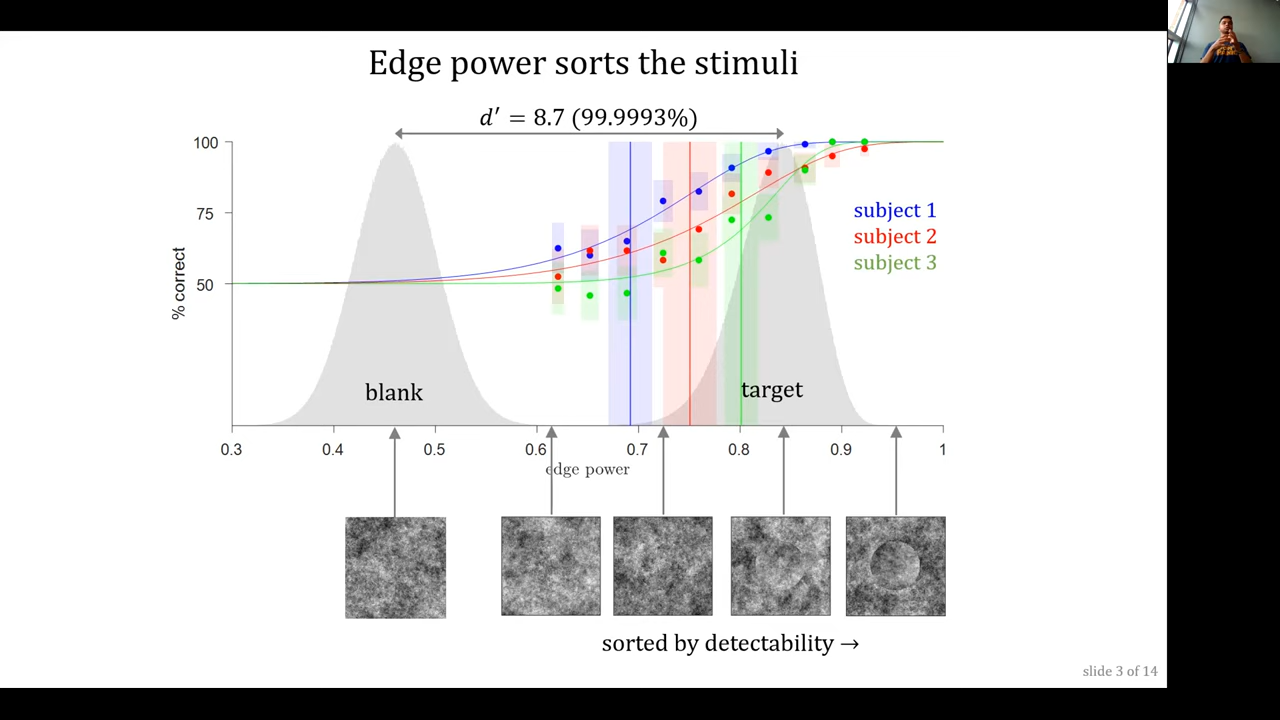 Edge power sorts the stimuli
d′ = 8.7 (99.9993%)
100
75
50
% correct
subject 1
subject 2
subject 3
blank
target
0.3 0.4 0.5 0.6 0.7 0.8 0.9 1
edge power
sorted by detectability →
slide 3 of 14